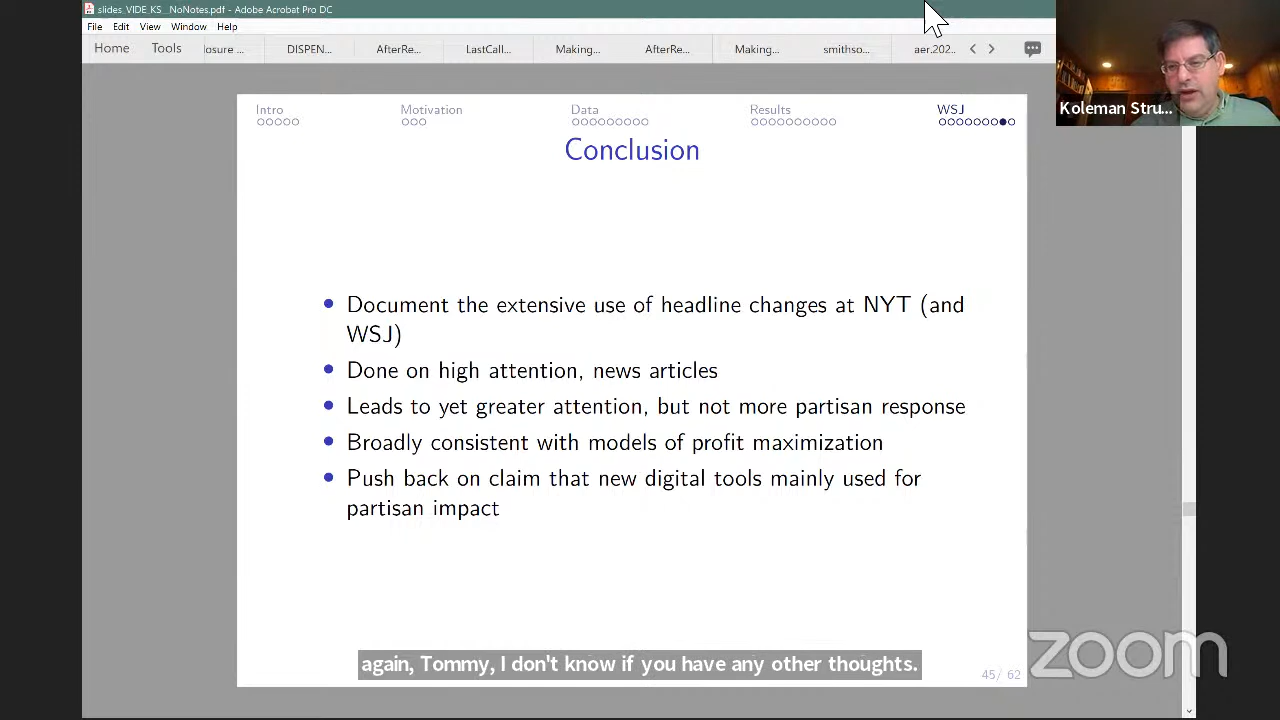 slides_VIDE_KS_NoNotes.pdf - Adobe Acrobat Pro DC
File Edit View Window Help
Home Tools losure ... DISPEN... AfterRe... LastCall... Making... AfterRe... Making... smithso... aer.202..
Koleman Stru...
Intro Motivation Data Results WSJ
Conclusion
Document the extensive use of headline changes at NYT (and
WSJ)
Done on high attention, news articles
Leads to yet greater attention, but not more partisan response
Broadly consistent with models of profit maximization
Push back on claim that new digital tools mainly used for
partisan impact
again, Tommy, I don't know if you have any other thoughts.
zoom
45/ 62